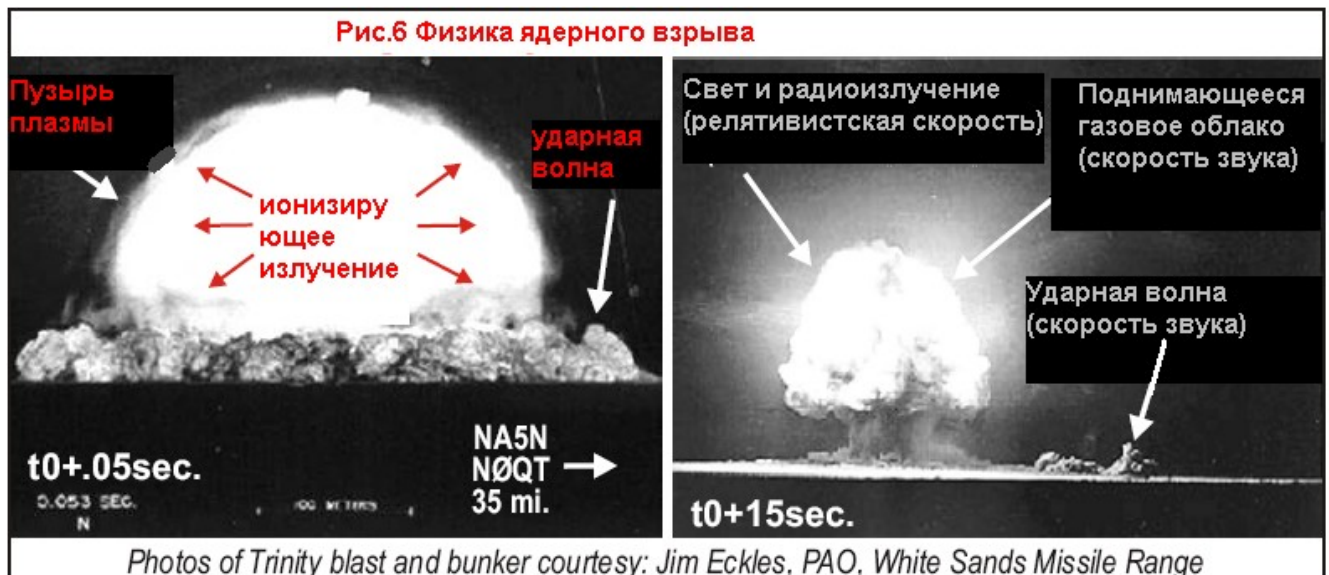 Рис.6 Физика ядерного взрыва
Пузырь
плазмы
ударная
волна
ионизиру
ющее
излучение
NA5N
NØQT
35 mi.
t0+.05sec.
0.053 SEC.
N
100 METERS
Свет и радиоизлучение
(релятивистская скорость)
Поднимающееся
газовое облако
(скорость звука)
Ударная волна
(скорость звука)
t0+15sec.
Photos of Trinity blast and bunker courtesy: Jim Eckles, PAO, White Sands Missile Range